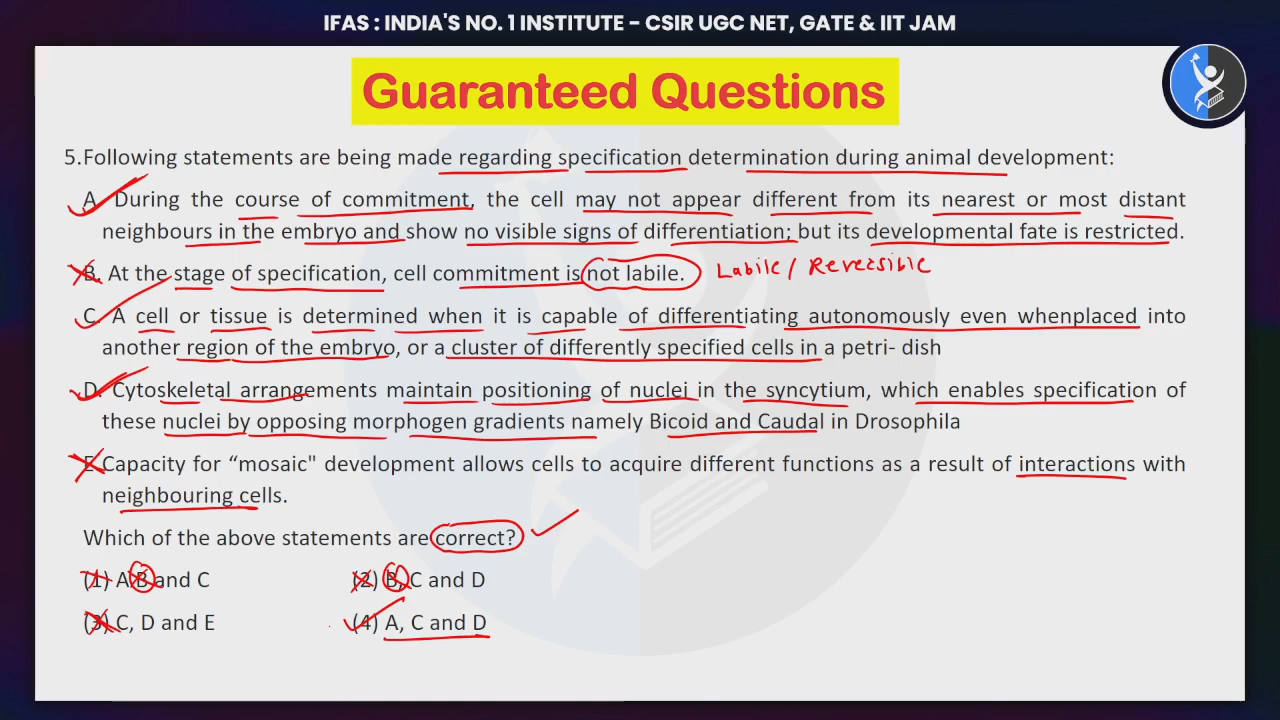 IFAS : INDIA'S NO. 1 INSTITUTE – CSIR UGC NET, GATE & IIT JAM
Guaranteed Questions
5.Following statements are being made regarding specification determination during animal development:
A. During the course of commitment, the cell may not appear different from its nearest or most distant
neighbours in the embryo and show no visible signs of differentiation; but its developmental fate is restricted.
B. At the stage of specification, cell commitment is not labile. Labile / Reversible
C. A cell or tissue is determined when it is capable of differentiating autonomously even whenplaced into
another region of the embryo, or a cluster of differently specified cells in a petri- dish
D. Cytoskeletal arrangements maintain positioning of nuclei in the syncytium, which enables specification of
these nuclei by opposing morphogen gradients namely Bicoid and Caudal in Drosophila
E Capacity for “mosaic" development allows cells to acquire different functions as a result of interactions with
neighbouring cells.
Which of the above statements are correct?
(1) A B and C (2) B, C and D
(3) C, D and E (4) A, C and D